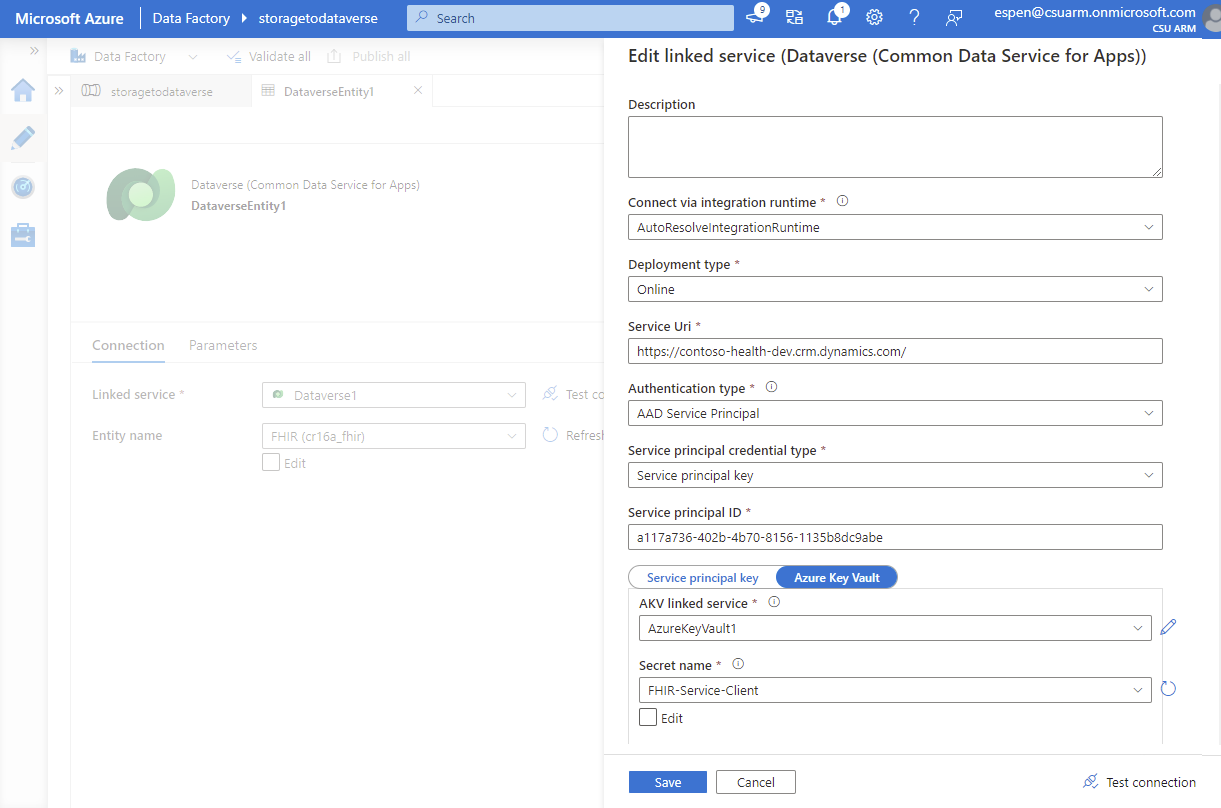 Microsoft Azure Data Factory storagetodataverse Search 9 1 espen@csuarm.onmicrosoft.com
CSU ARM
Data Factory Validate all Publish all
storagetodataverse DataverseEntity1
Dataverse (Common Data Service for Apps)
DataverseEntity1
Connection Parameters
Linked service * Dataverse1 Test co
Entity name FHIR (cr16a_fhir) Refresh
Edit
Edit linked service (Dataverse (Common Data Service for Apps))
Description
Connect via integration runtime *
AutoResolveIntegrationRuntime
Deployment type *
Online
Service Uri *
https://contoso-health-dev.crm.dynamics.com/
Authentication type *
AAD Service Principal
Service principal credential type *
Service principal key
Service principal ID *
a117a736-402b-4b70-8156-1135b8dc9abe
Service principal key Azure Key Vault
AKV linked service *
AzureKeyVault1
Secret name *
FHIR-Service-Client
Edit
Save Cancel Test connection